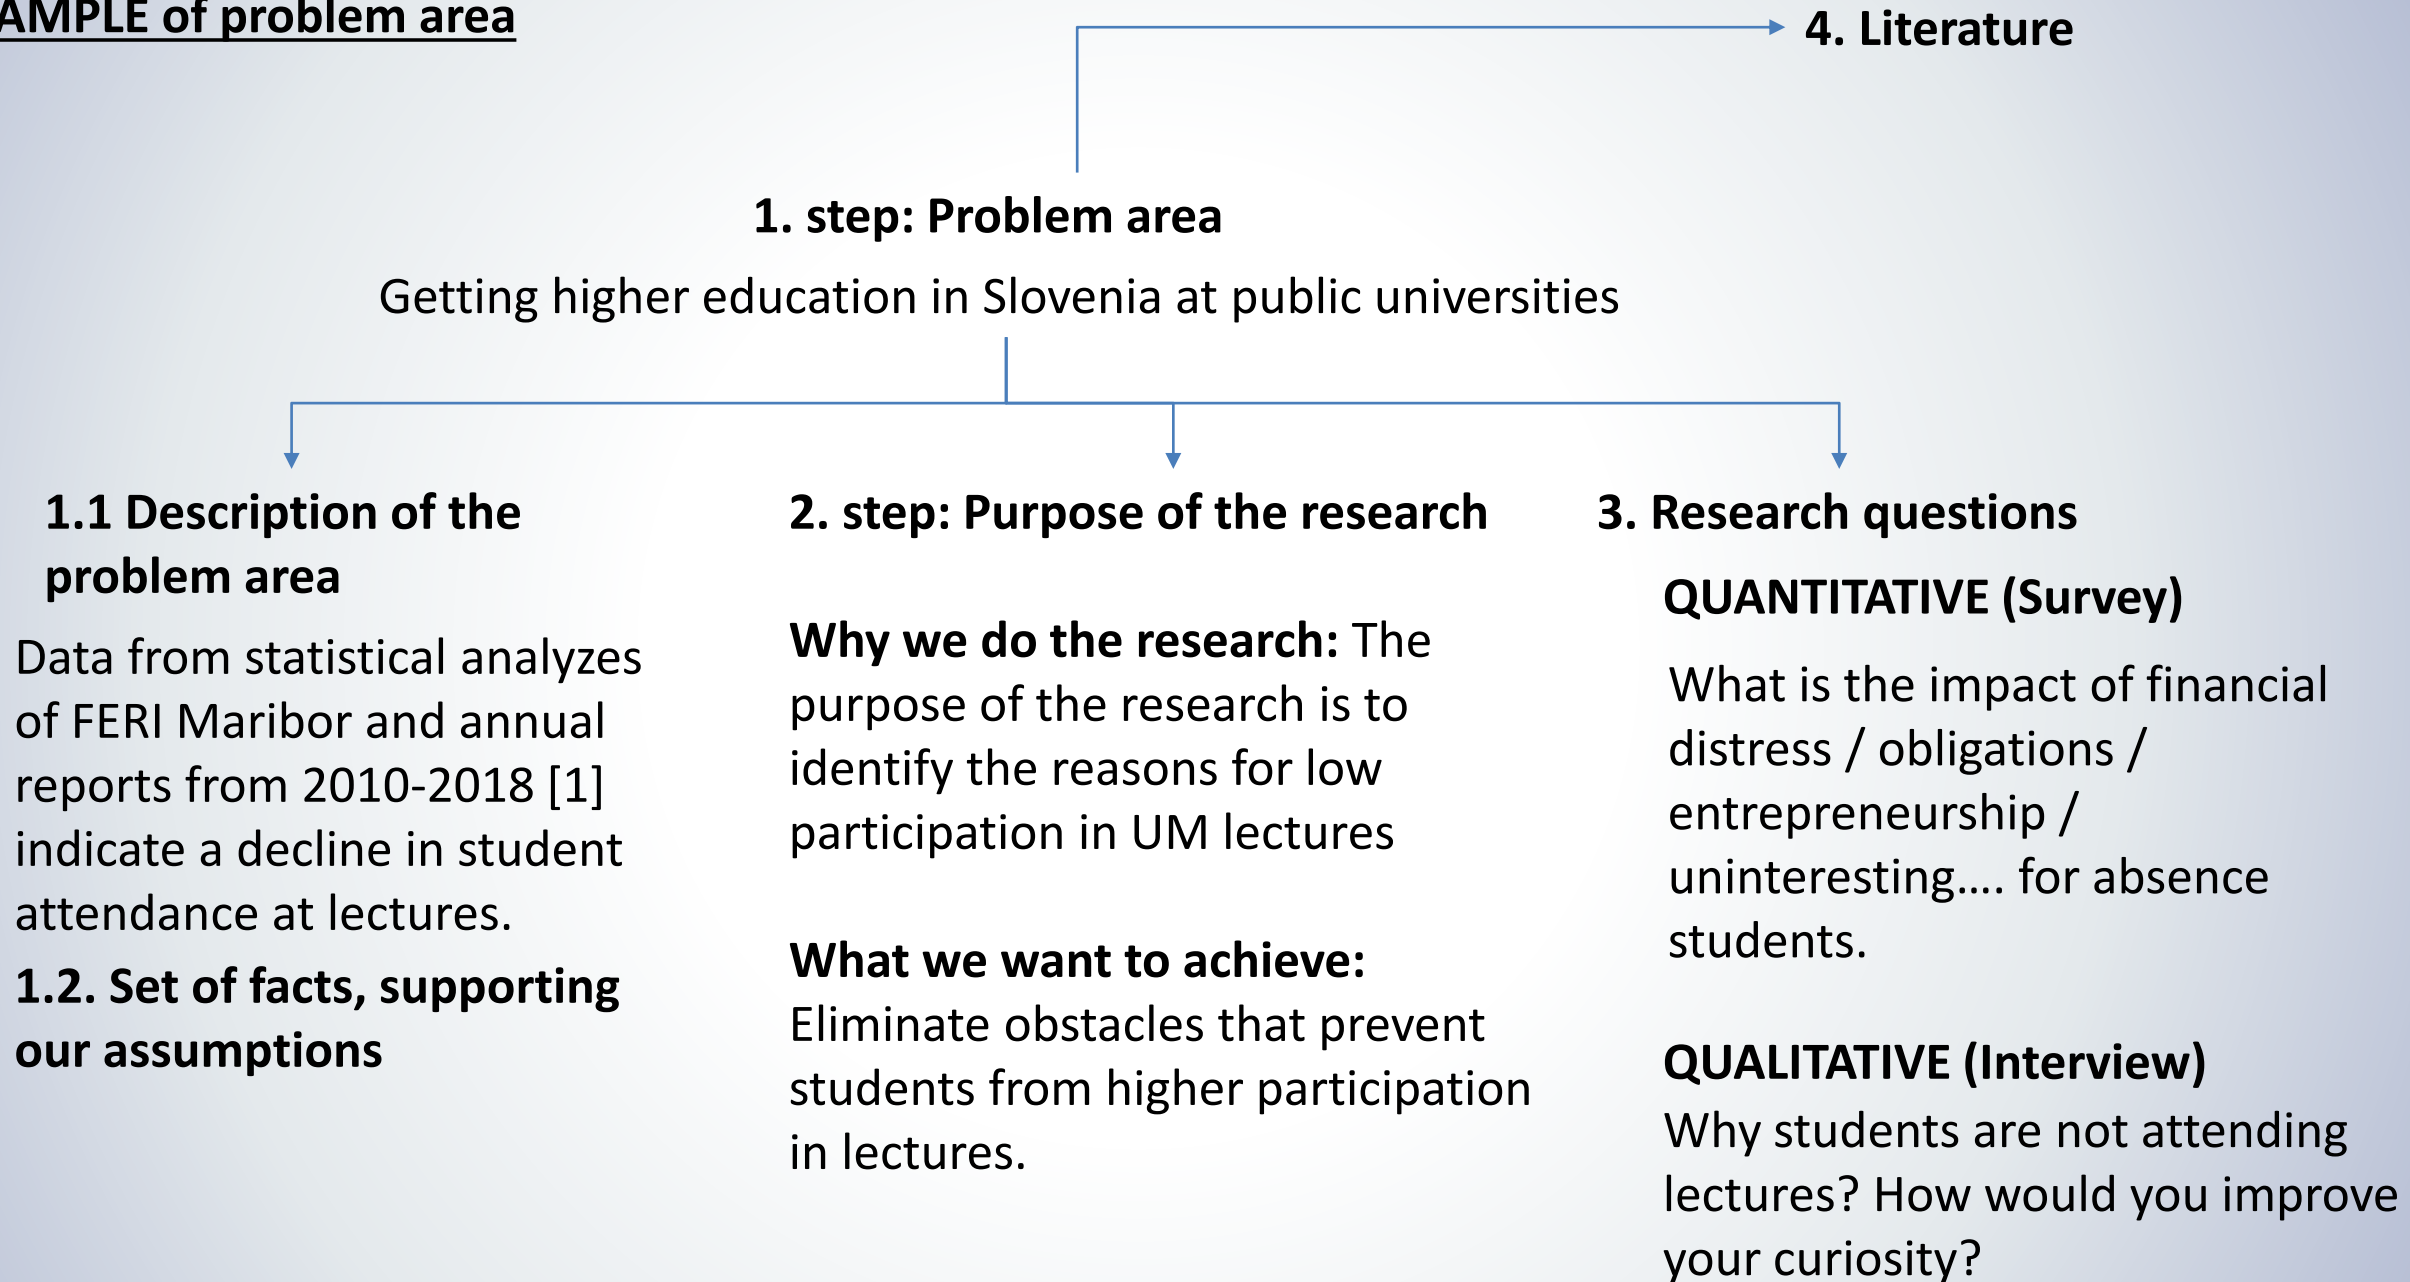 AMPLE of problem area
4. Literature
1. step: Problem area
Getting higher education in Slovenia at public universities
1.1 Description of the
problem area
Data from statistical analyzes
of FERI Maribor and annual
reports from 2010-2018 [1]
indicate a decline in student
attendance at lectures.
1.2. Set of facts, supporting
our assumptions
2. step: Purpose of the research
Why we do the research: The
purpose of the research is to
identify the reasons for low
participation in UM lectures
What we want to achieve:
Eliminate obstacles that prevent
students from higher participation
in lectures.
3. Research questions
QUANTITATIVE (Survey)
What is the impact of financial
distress / obligations /
entrepreneurship /
uninteresting.... for absence
students.
QUALITATIVE (Interview)
Why students are not attending
lectures? How would you improve
your curiosity?